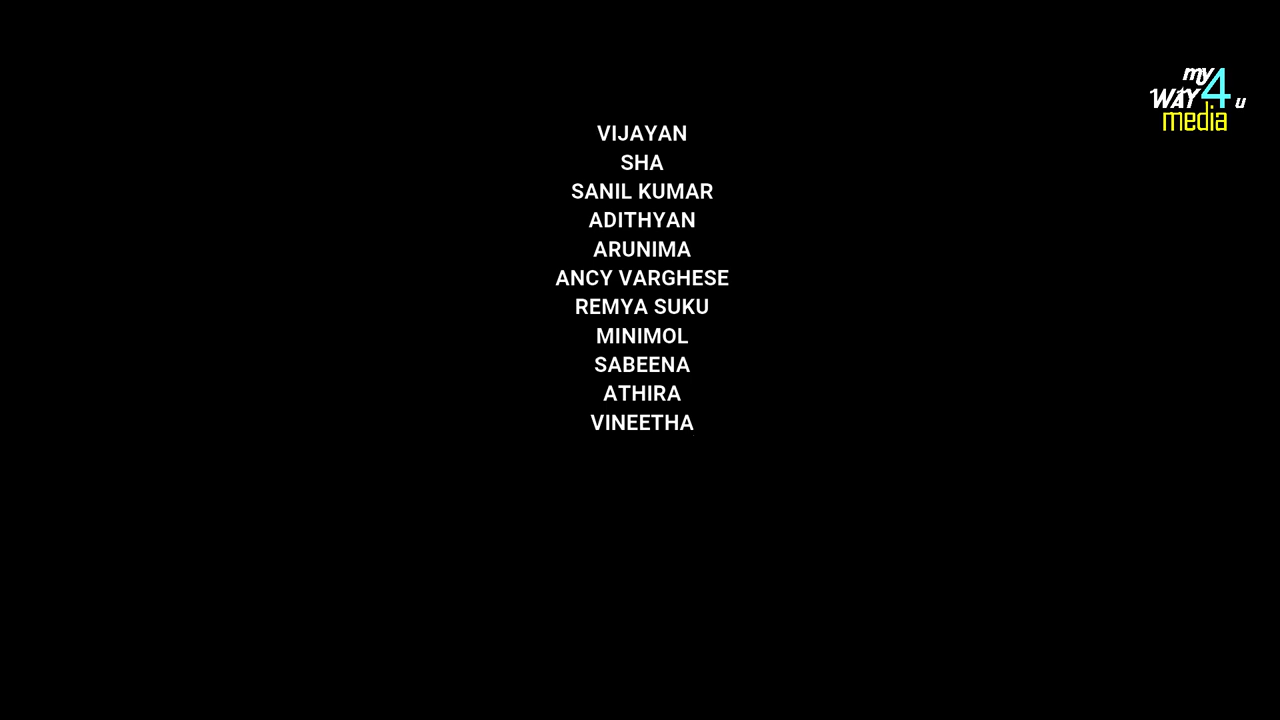 my
WAY4u
media
VIJAYAN
SHA
SANIL KUMAR
ADITHYAN
ARUNIMA
ANCY VARGHESE
REMYA SUKU
MINIMOL
SABEENA
ATHIRA
VINEETHA